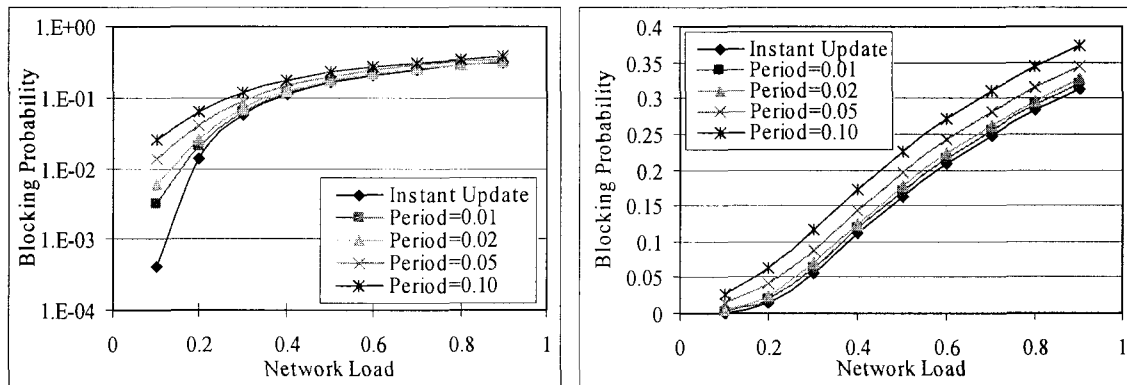 1.E+00
1.E-01
1.E-02
1.E-03
1.E-04
Blocking Probability
Instant Update
Period=0.01
Period=0.02
Period=0.05
Period=0.10
0 0.2 0.4 0.6 0.8 1
Network Load
0.4
0.35
0.3
0.25
0.2
0.15
0.1
0.05
0
Blocking Probability
Instant Update
Period=0.01
Period=0.02
Period=0.05
Period=0.10
0 0.2 0.4 0.6 0.8 1
Network Load